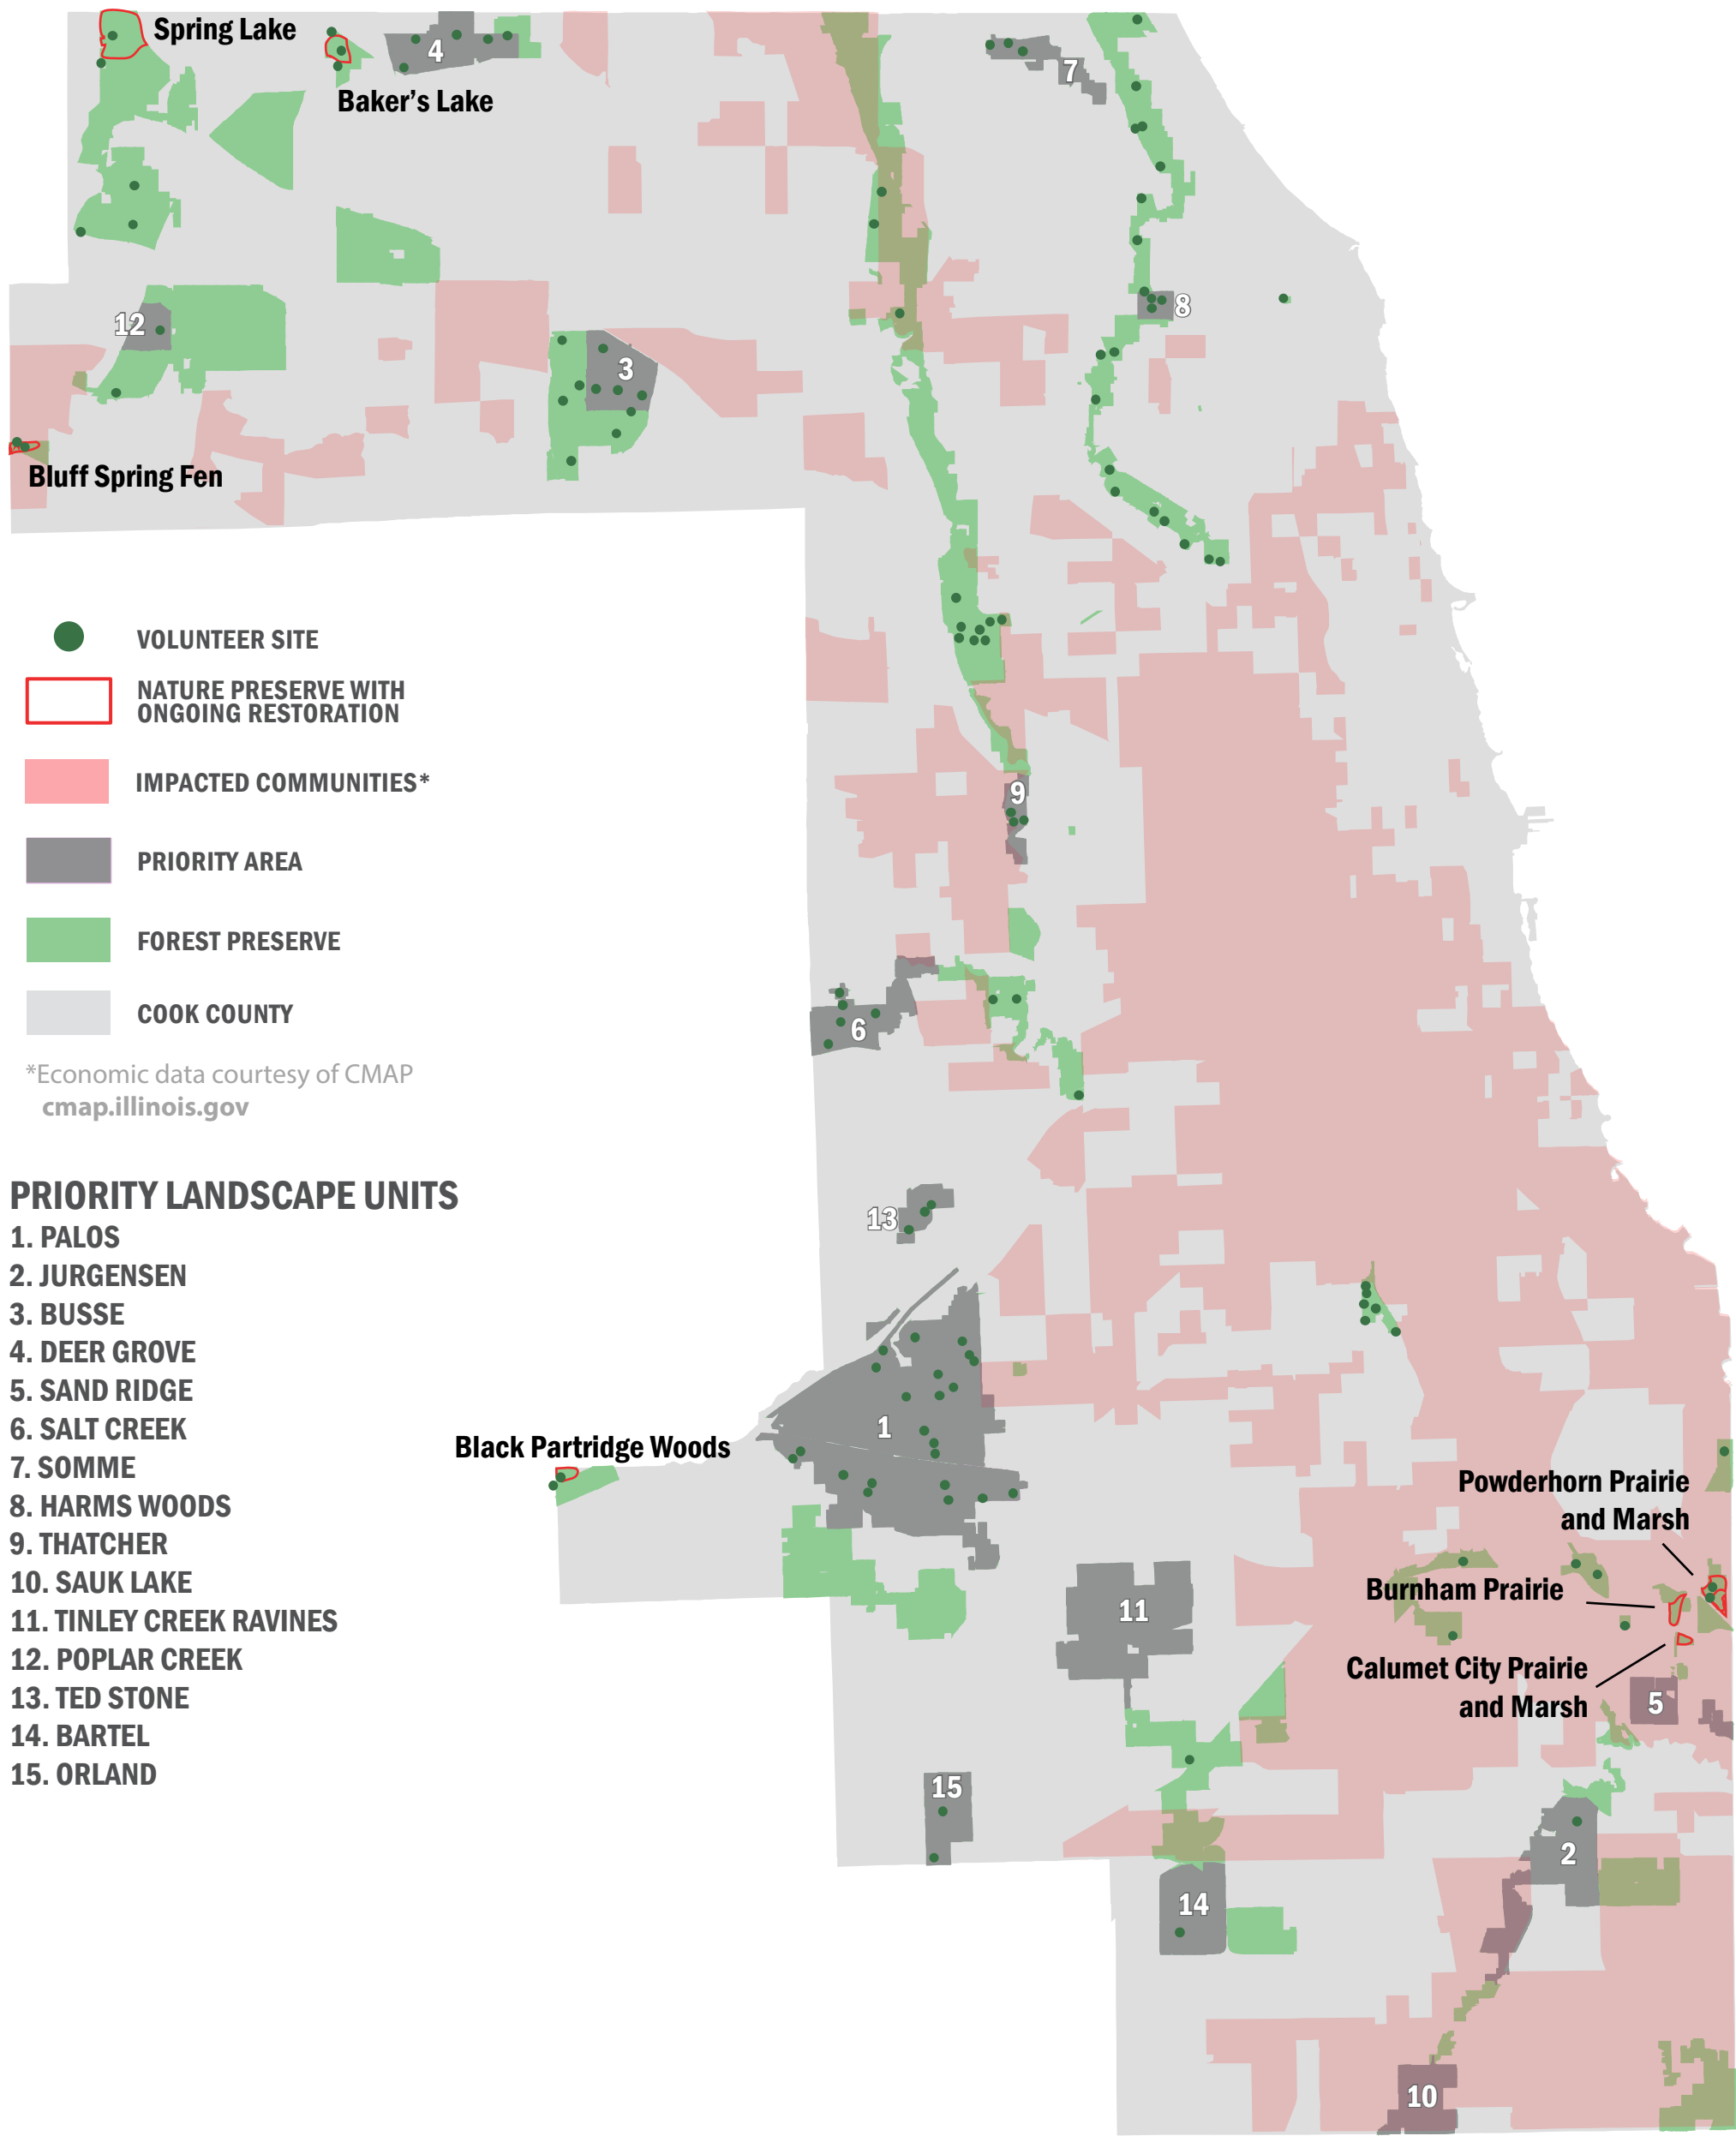 Spring Lake
Baker’s Lake
4
7
8
12
3
Bluff Spring Fen
VOLUNTEER SITE
NATURE PRESERVE WITH
ONGOING RESTORATION
IMPACTED COMMUNITIES*
PRIORITY AREA
FOREST PRESERVE
COOK COUNTY
*Economic data courtesy of CMAP
cmap.illinois.gov
9
6
13
PRIORITY LANDSCAPE UNITS
1. PALOS
2. JURGENSEN
3. BUSSE
4. DEER GROVE
5. SAND RIDGE
6. SALT CREEK
7. SOMME
8. HARMS WOODS
9. THATCHER
10. SAUK LAKE
11. TINLEY CREEK RAVINES
12. POPLAR CREEK
13. TED STONE
14. BARTEL
15. ORLAND
1
Black Partridge Woods
Powderhorn Prairie
and Marsh
Burnham Prairie
11
Calumet City Prairie
and Marsh
5
15
2
14
10